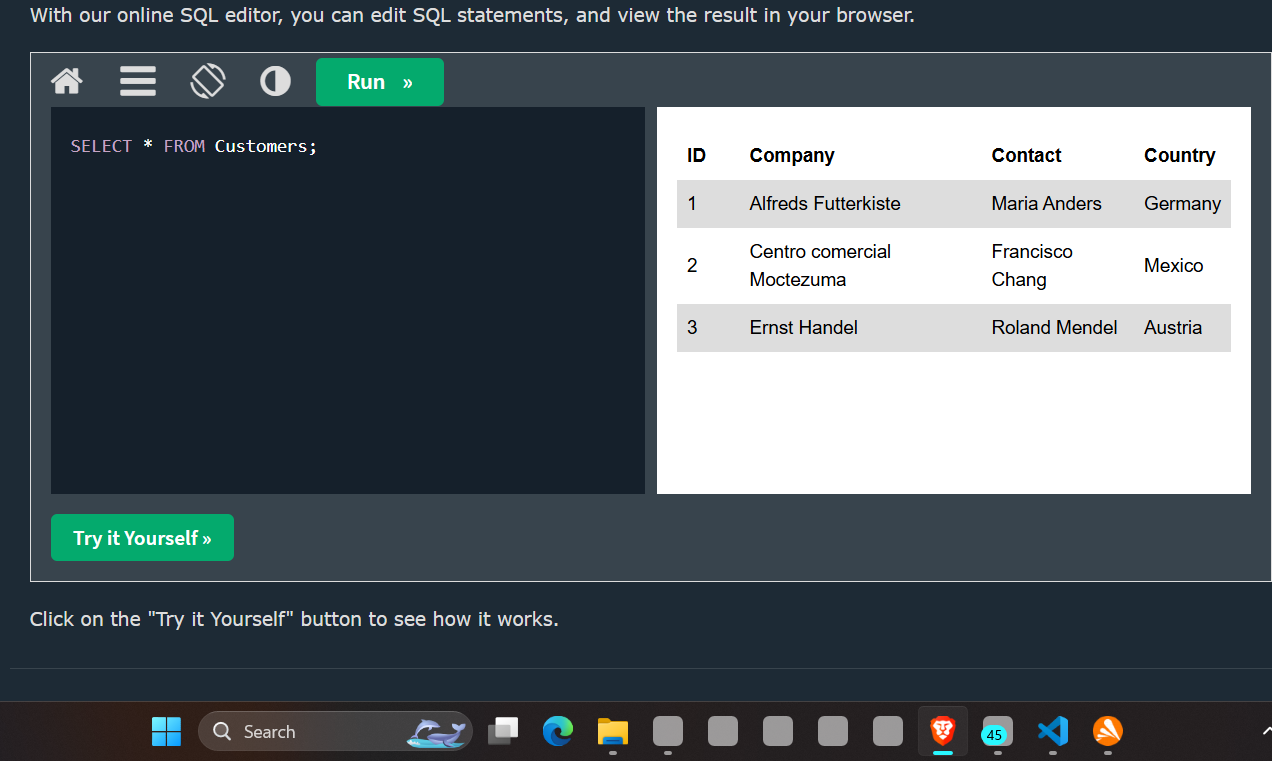 With our online SQL editor, you can edit SQL statements, and view the result in your browser.
Run »
SELECT * FROM Customers;
ID Company Contact Country
1 Alfreds Futterkiste Maria Anders Germany
2 Centro comercial Moctezuma Francisco Chang Mexico
3 Ernst Handel Roland Mendel Austria
Try it Yourself »
Click on the "Try it Yourself" button to see how it works.
Search
45